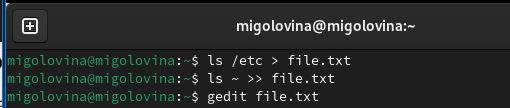 migolovina@migolovina:~
migolovina@migolovina:~$ ls /etc > file.txt
migolovina@migolovina:~$ ls ~ >> file.txt
migolovina@migolovina:~$ gedit file.txt